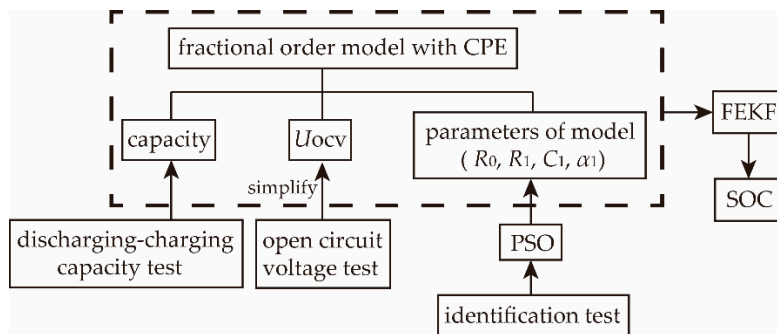 fractional order model with CPE
capacity
Uocv
parameters of model
( R0, R1, C1, α1)
FEKF
simplify
SOC
discharging-charging
capacity test
open circuit
voltage test
PSO
identification test